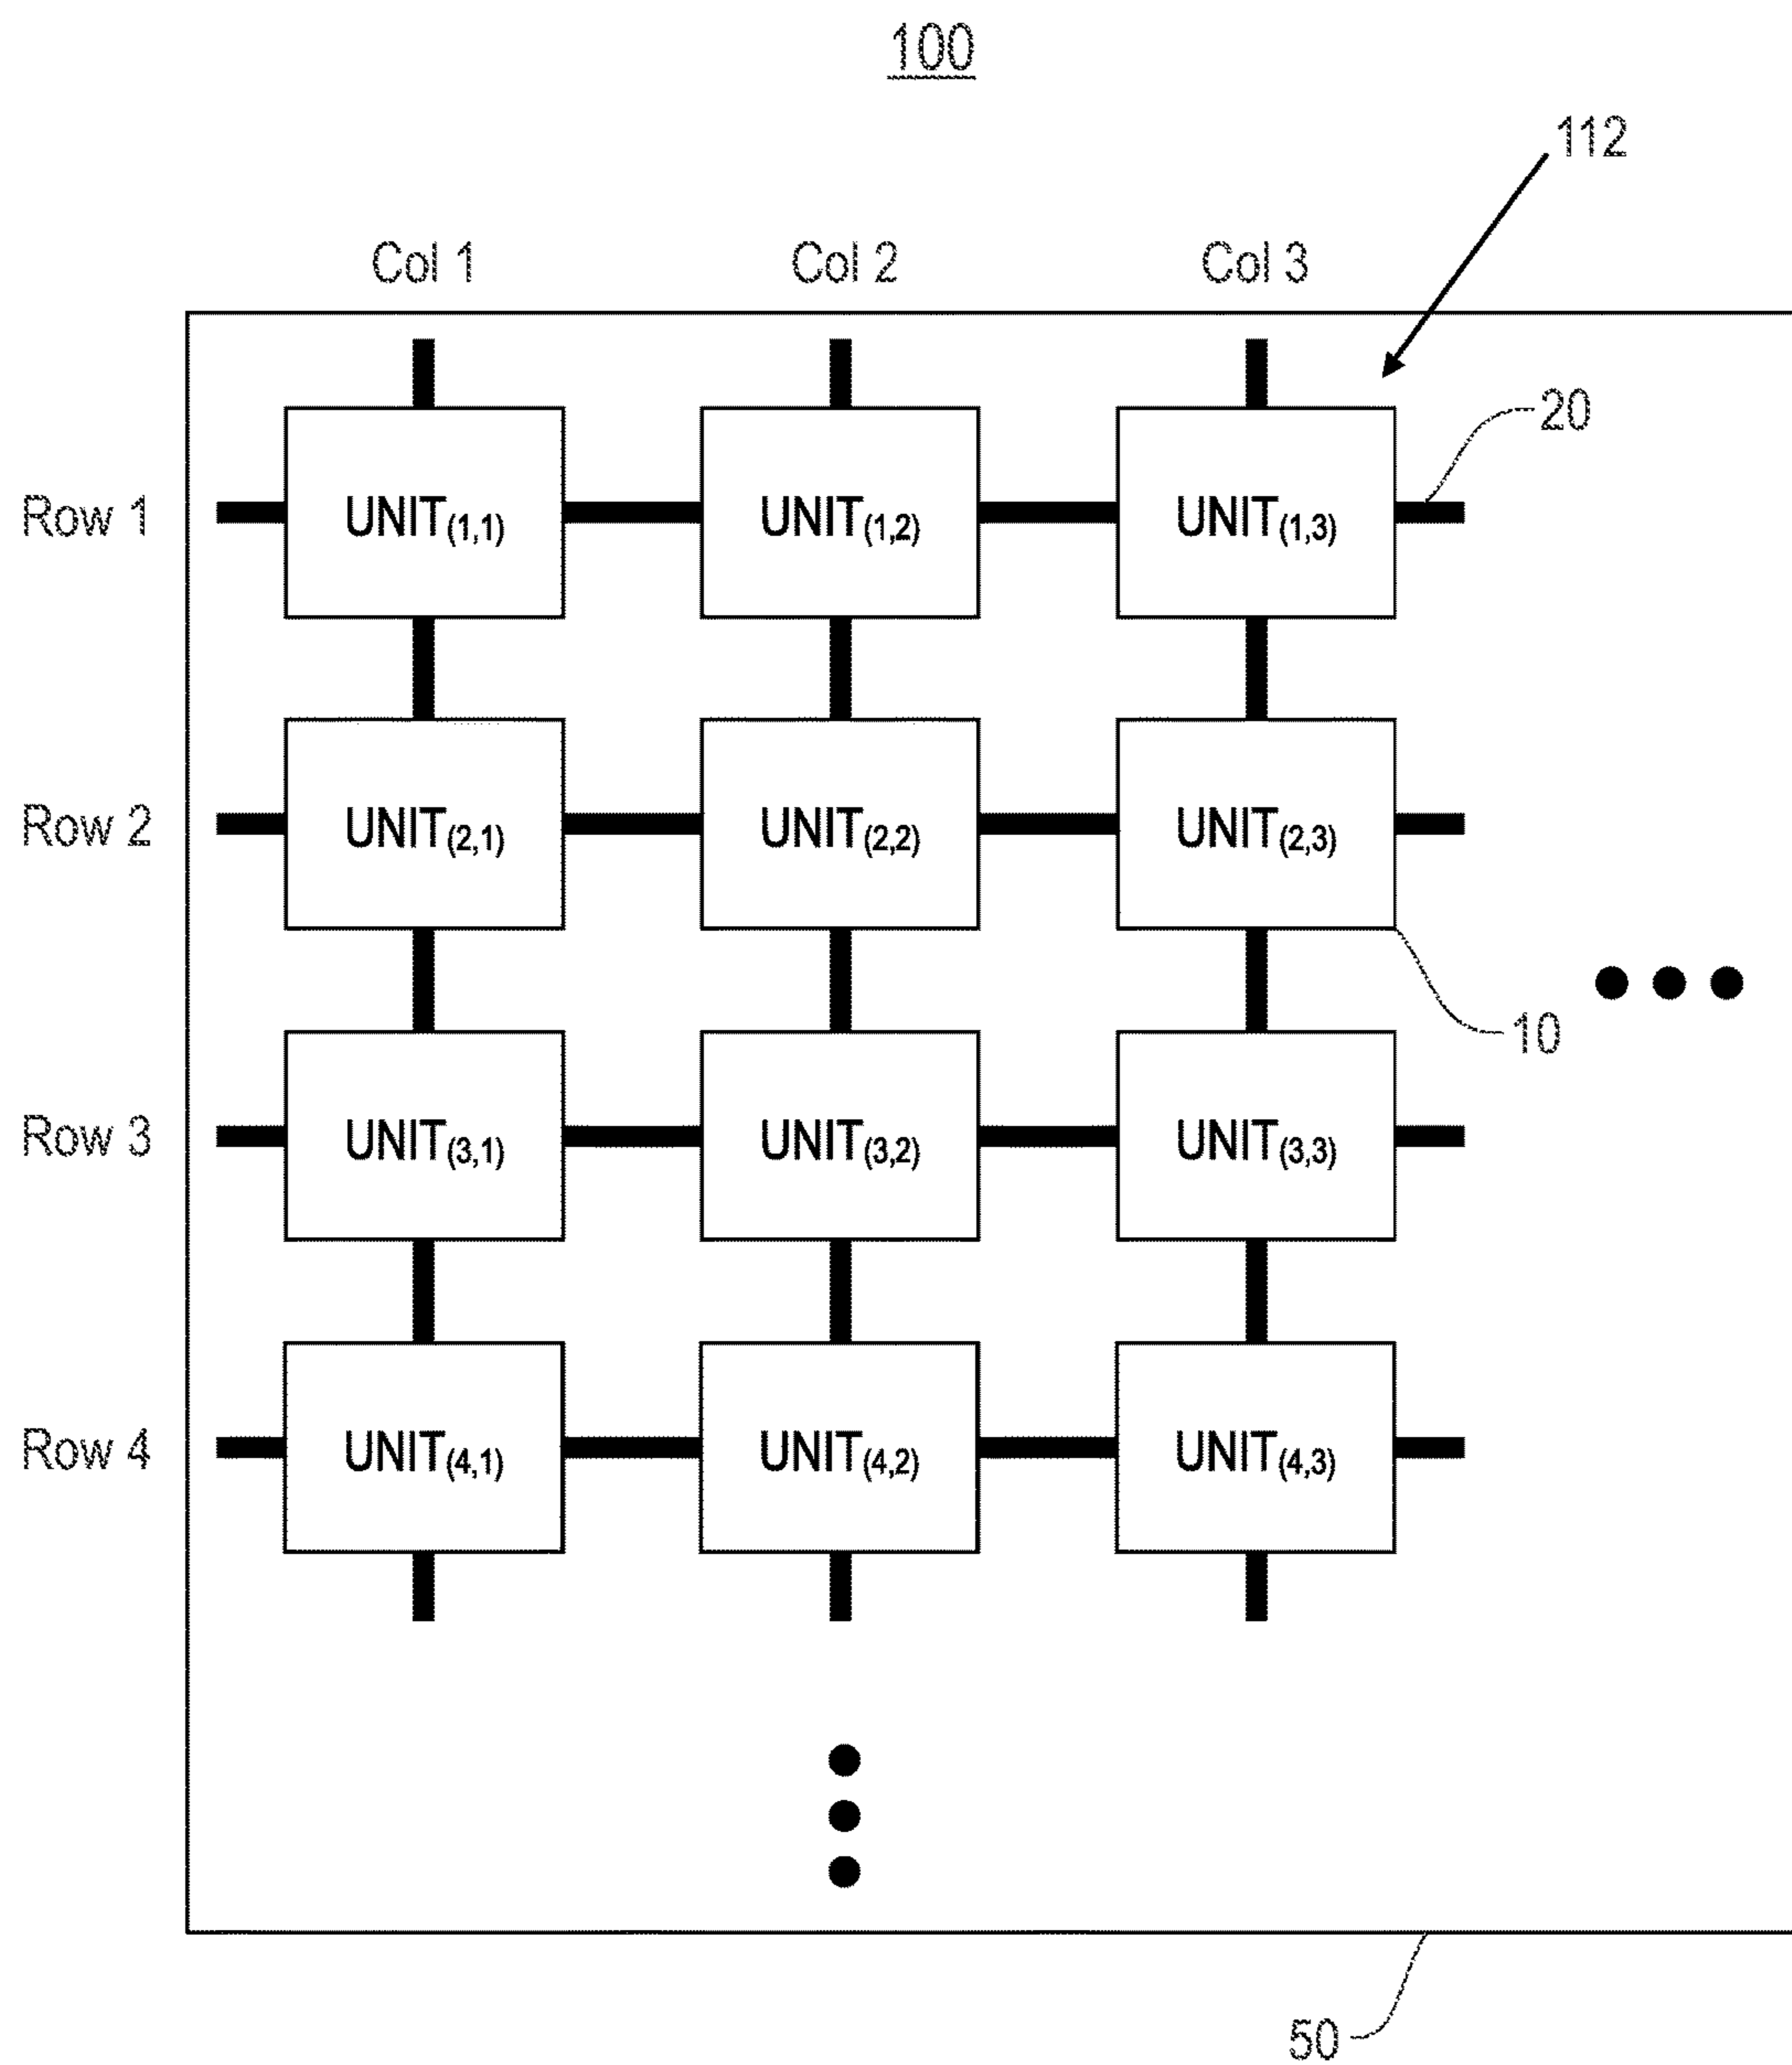 100
112
Col 1 Col 2 Col 3
20
Row 1 UNIT(1,1) UNIT(1,2) UNIT(1,3)
Row 2 UNIT(2,1) UNIT(2,2) UNIT(2,3)
10
Row 3 UNIT(3,1) UNIT(3,2) UNIT(3,3)
Row 4 UNIT(4,1) UNIT(4,2) UNIT(4,3)
50